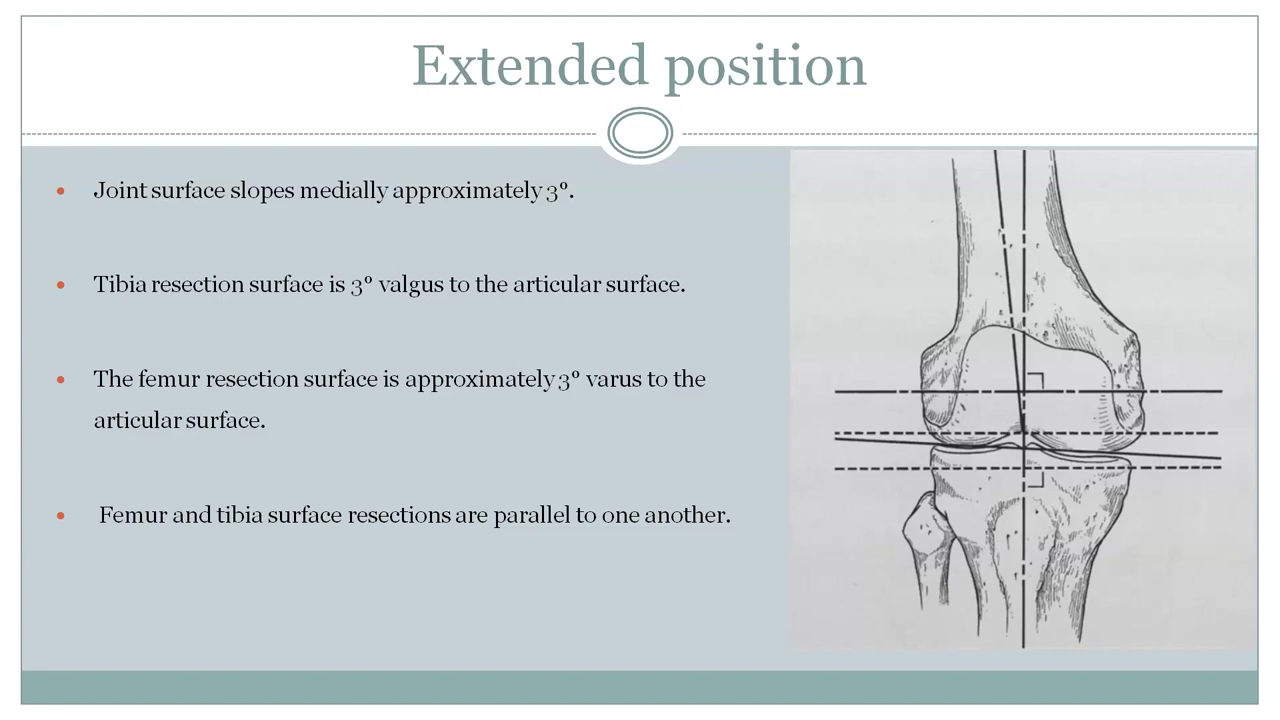 Extended position
• Joint surface slopes medially approximately 3°.
• Tibia resection surface is 3° valgus to the articular surface.
• The femur resection surface is approximately 3° varus to the
articular surface.
• Femur and tibia surface resections are parallel to one another.